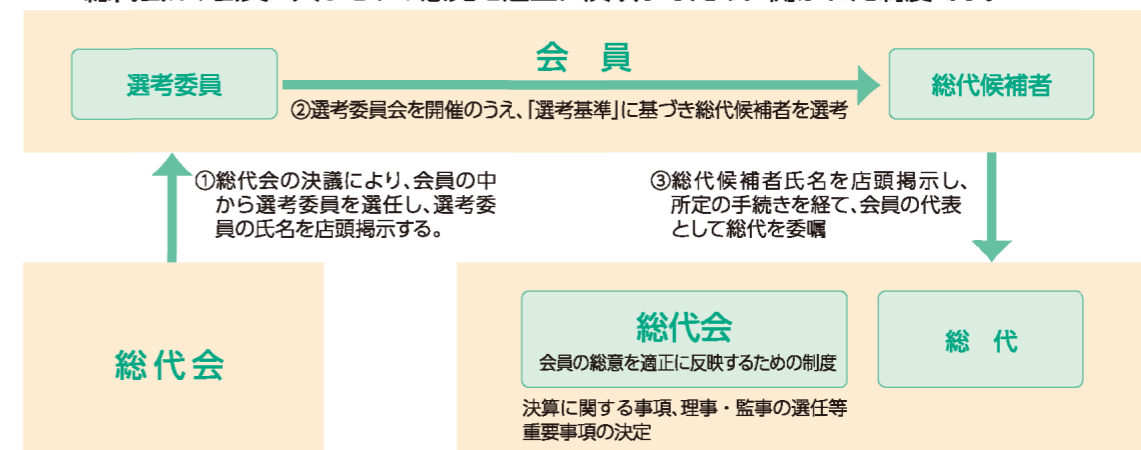 会 員
選考委員
総代候補者
②選考委員会を開催のうえ、「選考基準」に基づき総代候補者を選考
①総代会の決議により、会員の中
から選考委員を選任し、選考委
員の氏名を店頭掲示する。
③総代候補者氏名を店頭掲示し、
所定の手続きを経て、会員の代表
として総代を委嘱
総代会
総代会
会員の総意を適正に反映するための制度
総 代
決算に関する事項、理事・監事の選任等
重要事項の決定